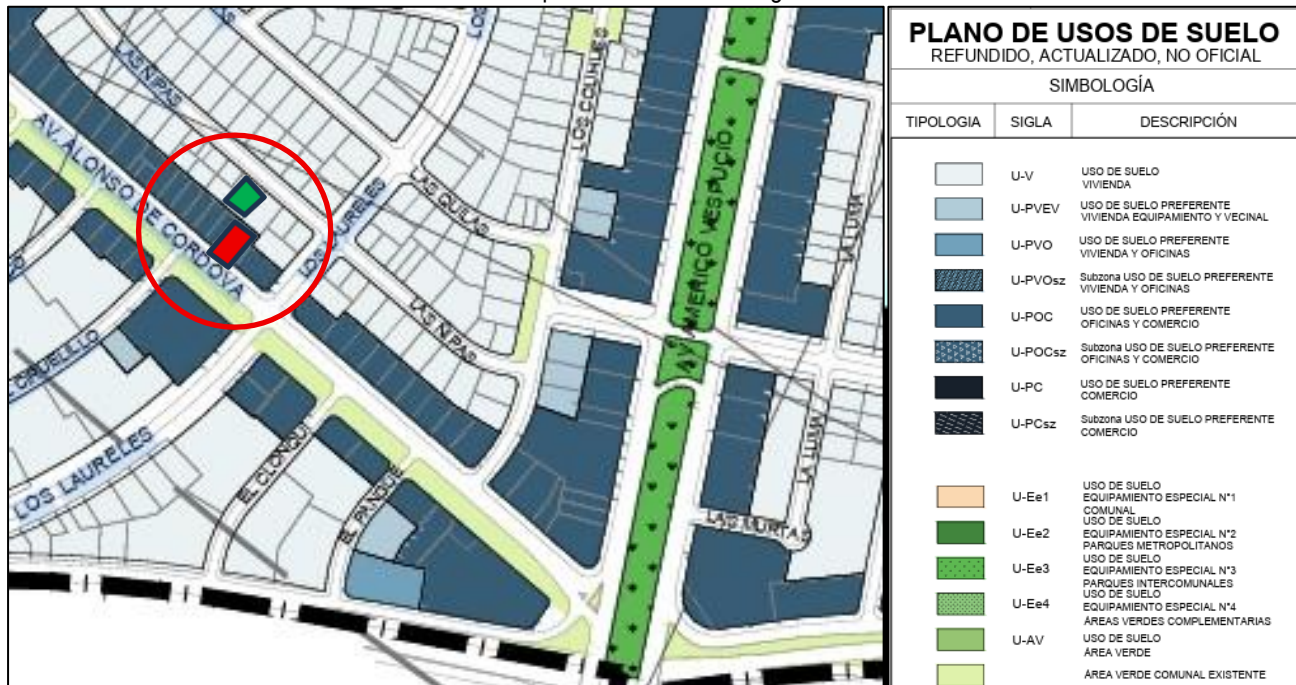 AV. ALONSO DE CORDOVA
LAS ÑIPAS
LOS LAURELES
LAS QUILAS
LAS ÑIPAS
LOS COIHUES
AV. AMERICO VESPUCIO
LA LUMA
LA LUMA
LAS MURTAS
LOS LAURELES
EL CLONQUI
EL PANGUE
PLANO DE USOS DE SUELO
REFUNDIDO, ACTUALIZADO, NO OFICIAL
SIMBOLOGÍA
TIPOLOGIA SIGLA DESCRIPCIÓN
U-V USO DE SUELO
VIVIENDA
U-PVEV USO DE SUELO PREFERENTE
VIVIENDA EQUIPAMIENTO Y VECINAL
U-PVO USO DE SUELO PREFERENTE
VIVIENDA Y OFICINAS
U-PVOsz Subzona USO DE SUELO PREFERENTE
VIVIENDA Y OFICINAS
U-POC USO DE SUELO PREFERENTE
OFICINAS Y COMERCIO
U-POCsz Subzona USO DE SUELO PREFERENTE
OFICINAS Y COMERCIO
U-PC USO DE SUELO PREFERENTE
COMERCIO
U-PCsz Subzona USO DE SUELO PREFERENTE
COMERCIO
U-Ee1 USO DE SUELO
EQUIPAMIENTO ESPECIAL N°1
COMUNAL
U-Ee2 USO DE SUELO
EQUIPAMIENTO ESPECIAL N°2
PARQUES METROPOLITANOS
U-Ee3 USO DE SUELO
EQUIPAMIENTO ESPECIAL N°3
PARQUES INTERCOMUNALES
U-Ee4 USO DE SUELO
EQUIPAMIENTO ESPECIAL N°4
ÁREAS VERDES COMPLEMENTARIAS
U-AV USO DE SUELO
ÁREA VERDE
ÁREA VERDE COMUNAL EXISTENTE